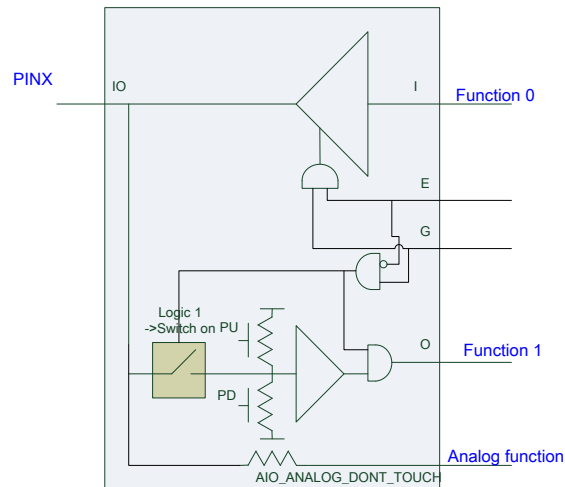 PINX
IO
I
Function 0
E
G
Logic 1
->Switch on
PU
O
Function 1
PD
Analog function
AIO_ANALOG_DONT_TOUCH